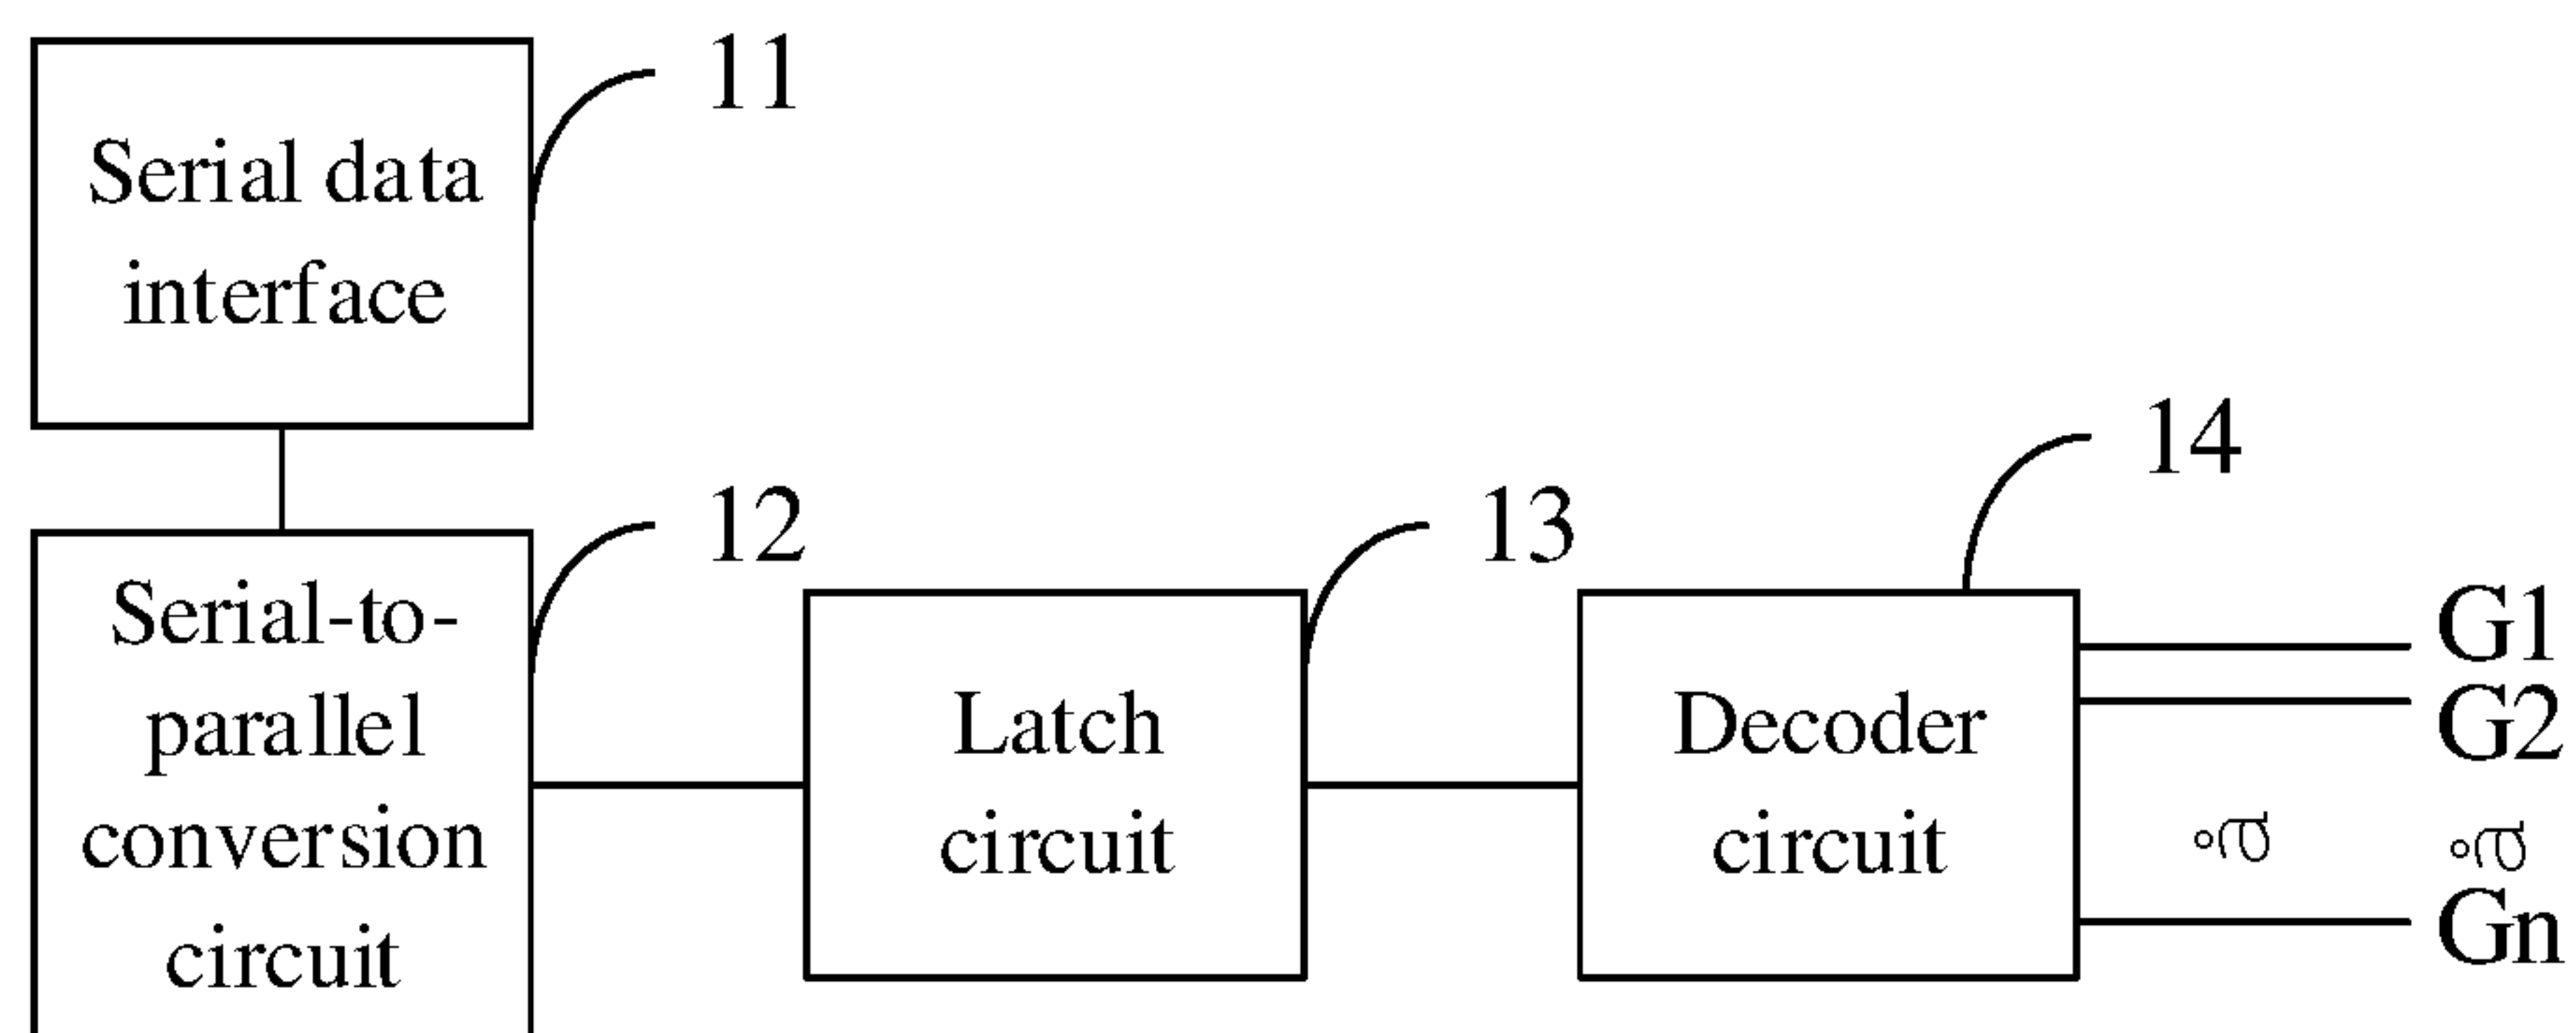 Serial data
interface
11
Serial-to-
parallel
conversion
circuit
12
Latch
circuit
13
Decoder
circuit
14
G1
G2
å
å
Gn